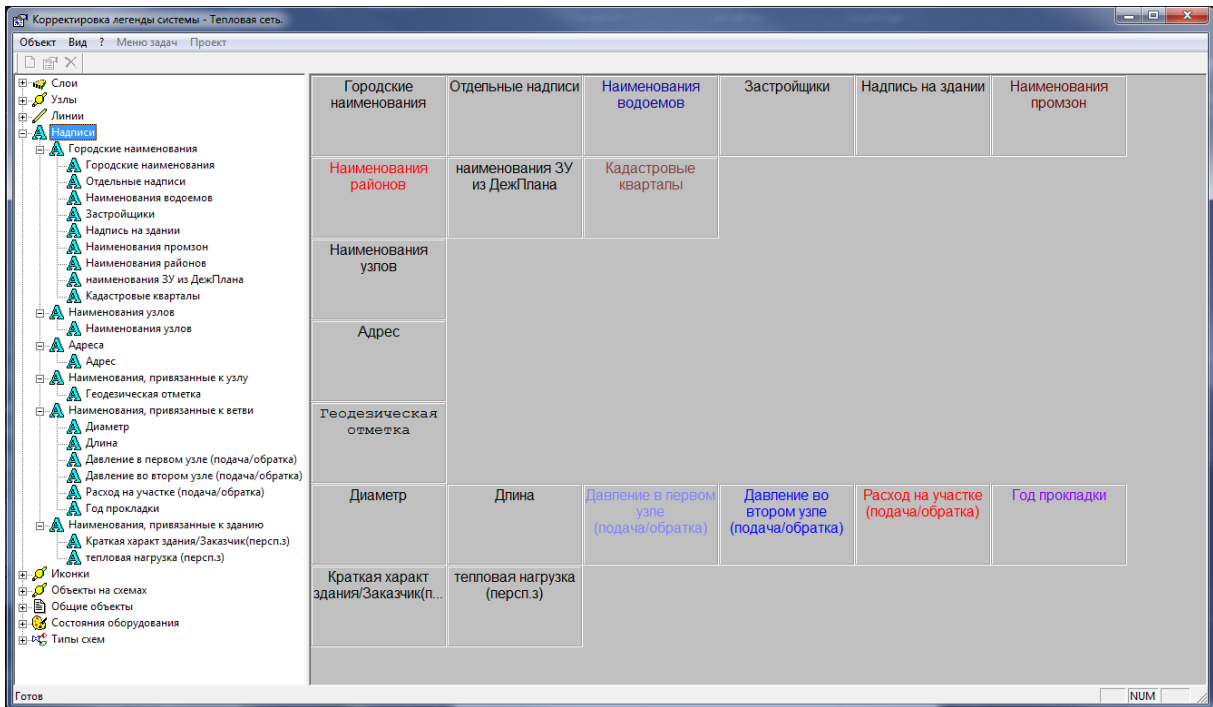 Корректировка легенды системы - Тепловая сеть.
Объект Вид ? Меню задач Проект
Слои
Узлы
Линии
Надписи
Городские наименования
Городские наименования
Отдельные надписи
Наименования водоемов
Застройщики
Надпись на здании
Наименования промзон
Наименования районов
наименования ЗУ из ДежПлана
Кадастровые кварталы
Наименования узлов
Наименования узлов
Адреса
Адрес
Наименования, привязанные к узлу
Геодезическая отметка
Наименования, привязанные к ветви
Диаметр
Длина
Давление в первом узле (подача/обратка)
Давление во втором узле (подача/обратка)
Расход на участке (подача/обратка)
Год прокладки
Наименования, привязанные к зданию
Краткая характ здания/Заказчик(персп.з)
тепловая нагрузка (персп.з)
Иконки
Объекты на схемах
Общие объекты
Состояния оборудования
Типы схем
Городские
наименования
Отдельные надписи
Наименования
водоемов
Застройщики
Надпись на здании
Наименования
промзон
Наименования
районов
наименования ЗУ
из ДежПлана
Кадастровые
кварталы
Наименования
узлов
Адрес
Геодезическая
отметка
Диаметр
Длина
Давление в первом
узле
(подача/обратка)
Давление во
втором узле
(подача/обратка)
Расход на участке
(подача/обратка)
Год прокладки
Краткая характ
здания/Заказчик(п...
тепловая нагрузка
(персп.з)
Готов
NUM